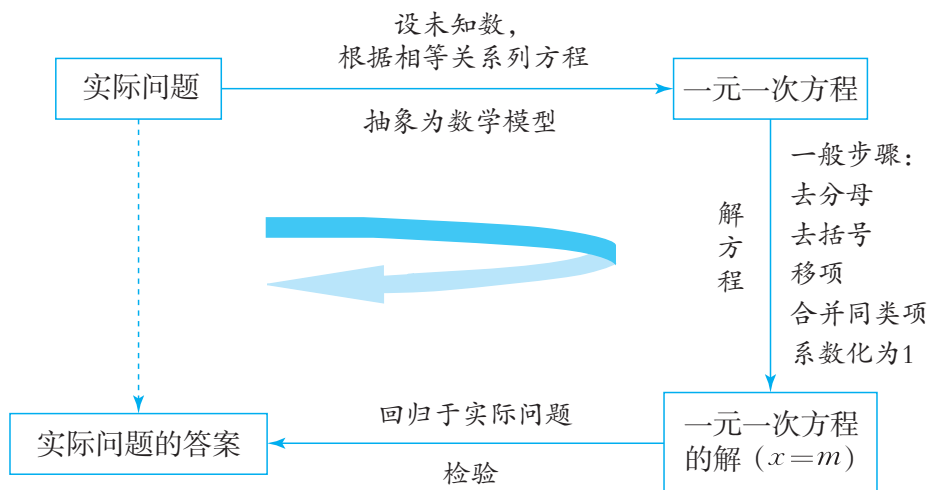 设未知数，
根据相等关系列方程
实际问题
一元一次方程
抽象为数学模型
解方程
一般步骤：
去分母
去括号
移项
合并同类项
系数化为1
一元一次方程
的解（x=m）
回归于实际问题
检验
实际问题的答案